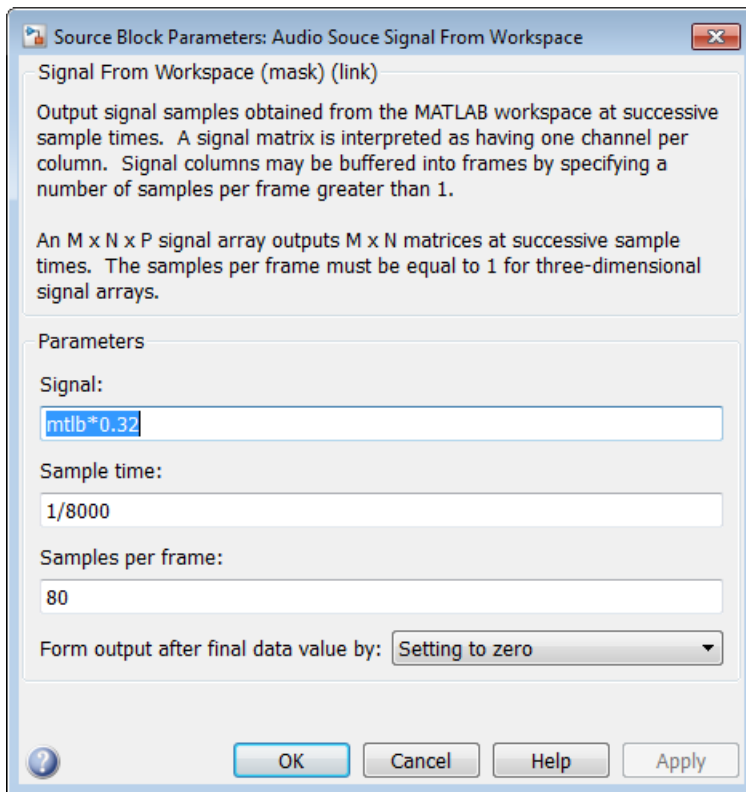 Source Block Parameters: Audio Souce Signal From Workspace
Signal From Workspace (mask) (link)
Output signal samples obtained from the MATLAB workspace at successive
sample times.  A signal matrix is interpreted as having one channel per
column.  Signal columns may be buffered into frames by specifying a
number of samples per frame greater than 1.
An M x N x P signal array outputs M x N matrices at successive sample
times.  The samples per frame must be equal to 1 for three-dimensional
signal arrays.
Parameters
Signal:
mtlb*0.32
Sample time:
1/8000
Samples per frame:
80
Form output after final data value by: Setting to zero
OK Cancel Help Apply